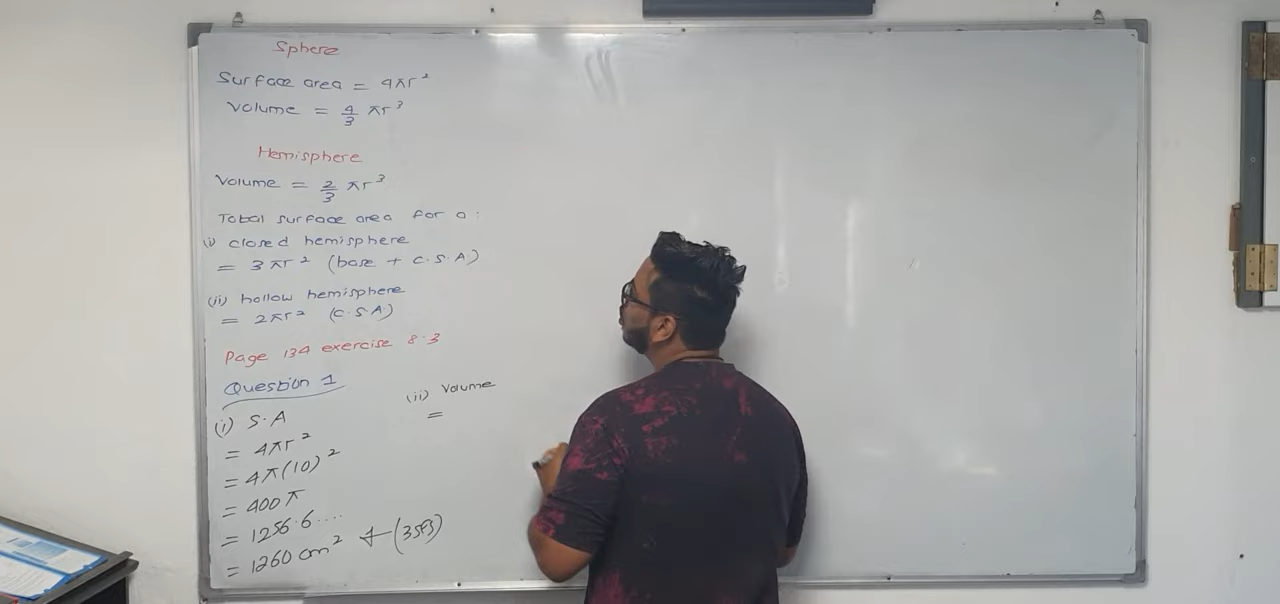 Sphere
Surface area = 4πr²
Volume = 4/3 πr³
Hemisphere
Volume = 2/3 πr³
Total surface area for a:
(i) closed hemisphere
= 3πr² (base + C.S.A)
(ii) hollow hemisphere
= 2πr² (C.S.A)
Page 134 exercise 8.3
Question 1
(i) S.A
= 4πr²
= 4π(10)²
= 400π
= 1256.6....
= 1260 cm² (3sf)
(ii) Volume
=